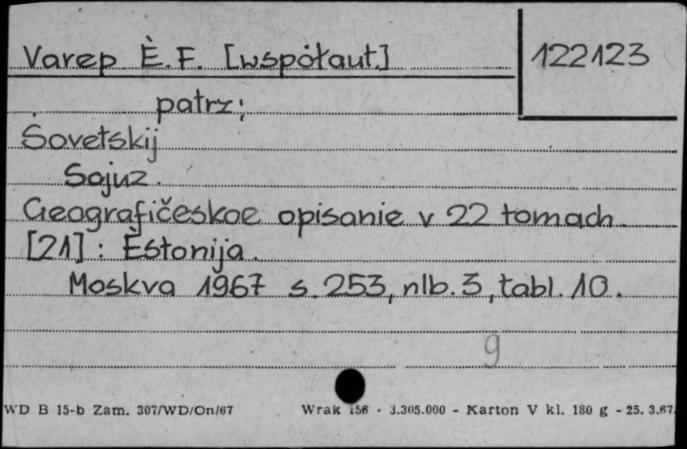 Varep È. F. [współaut.]
122123
patrz:
Sovetskij
Sojuz.
Geografičeskoe opisanie v 22 tomach.
[21] : Èstonija.
Moskva 1967 s. 253, nlb. 3, tabl. 10.
9
WD B 15-b Zam. 307/WD/On/67 Wrak 156 - 3.305.000 - Karton V kl. 180 g - 25. 3.67.